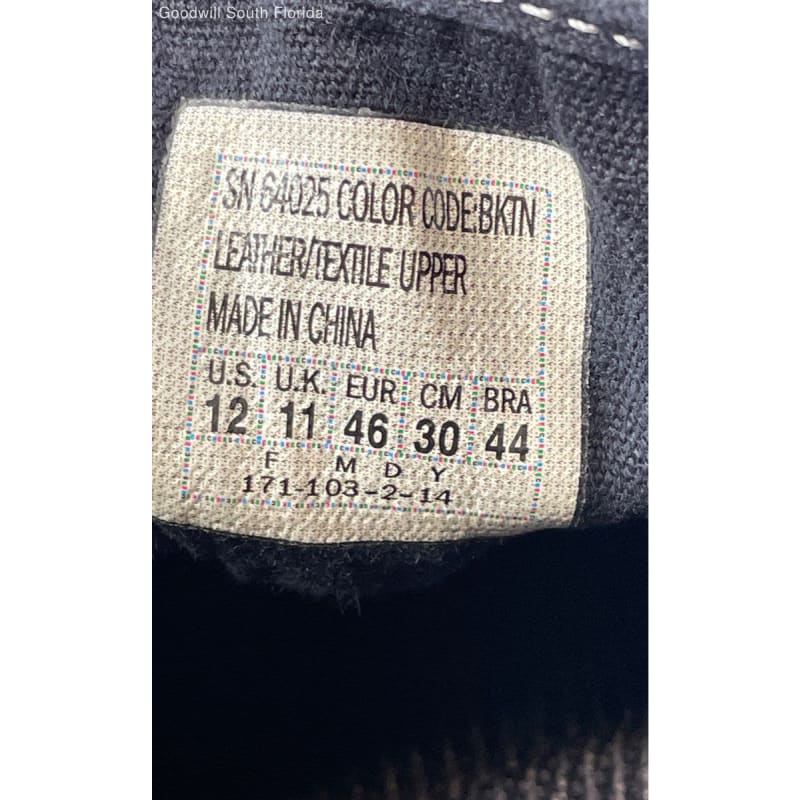 Goodwill South Florida
SN 64025 COLOR CODE:BKTN
LEATHER/TEXTILE UPPER
MADE IN CHINA
U.S. U.K. EUR CM BRA
12 11 46 30 44
F M D Y
171-103-2-14